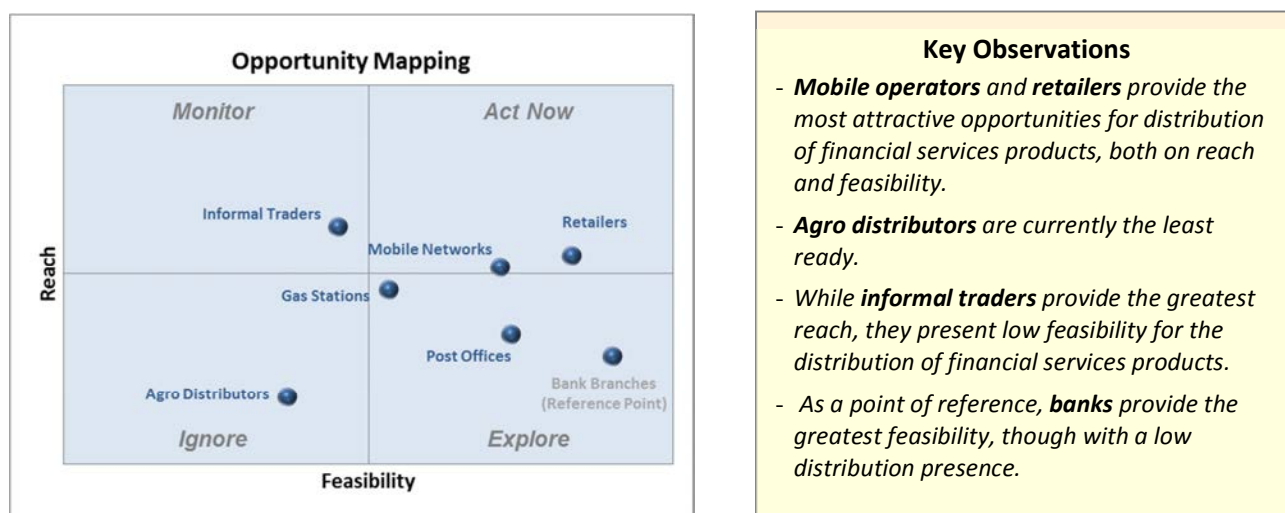 Opportunity Mapping
Monitor
Act Now
Informal Traders
Retailers
Mobile Networks
Gas Stations
Post Offices
Bank Branches
(Reference Point)
Agro Distributors
Ignore
Explore
Reach
Feasibility
Key Observations
- Mobile operators and retailers provide the
most attractive opportunities for distribution
of financial services products, both on reach
and feasibility.
- Agro distributors are currently the least
ready.
- While informal traders provide the greatest
reach, they present low feasibility for the
distribution of financial services products.
- As a point of reference, banks provide the
greatest feasibility, though with a low
distribution presence.